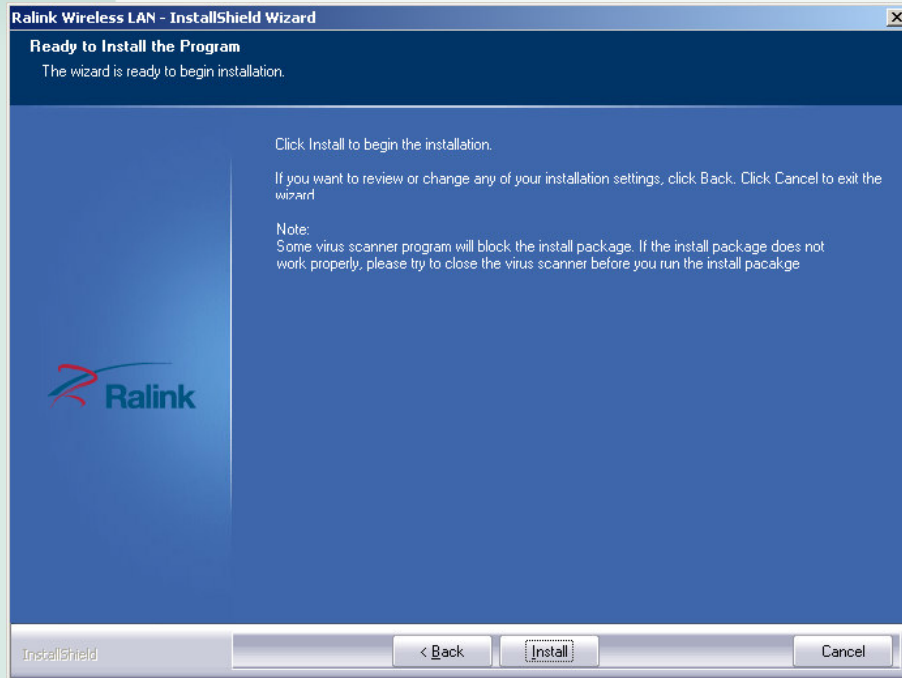 Ralink Wireless LAN - InstallShield Wizard
Ready to Install the Program
The wizard is ready to begin installation.
Click Install to begin the installation.
If you want to review or change any of your installation settings, click Back. Click Cancel to exit the
wizard
Note:
Some virus scanner program will block the install package. If the install package does not
work properly, please try to close the virus scanner before you run the install pacakge
Ralink
InstallShield
< Back
Install
Cancel